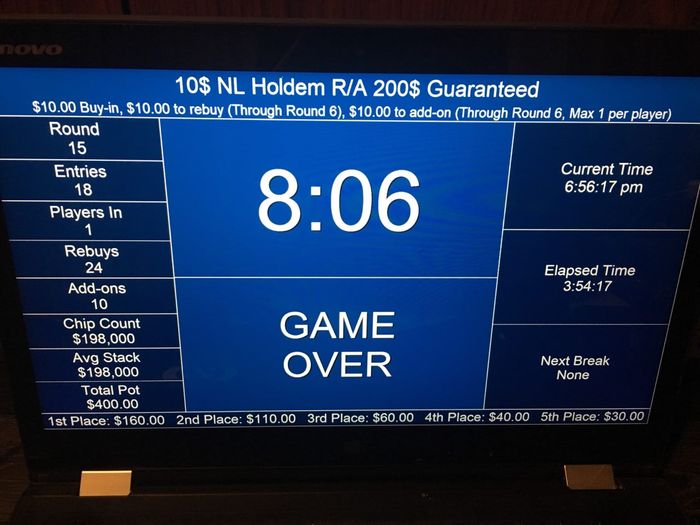 novo
10$ NL Holdem R/A 200$ Guaranteed
$10.00 Buy-in, $10.00 to rebuy (Through Round 6), $10.00 to add-on (Through Round 6, Max 1 per player)
Round
15
Entries
18
Players In
1
Rebuys
24
Add-ons
10
Chip Count
$198,000
Avg Stack
$198,000
Total Pot
$400.00
8:06
GAME
OVER
Current Time
6:56:17 pm
Elapsed Time
3:54:17
Next Break
None
1st Place: $160.00 2nd Place: $110.00 3rd Place: $60.00 4th Place: $40.00 5th Place: $30.00